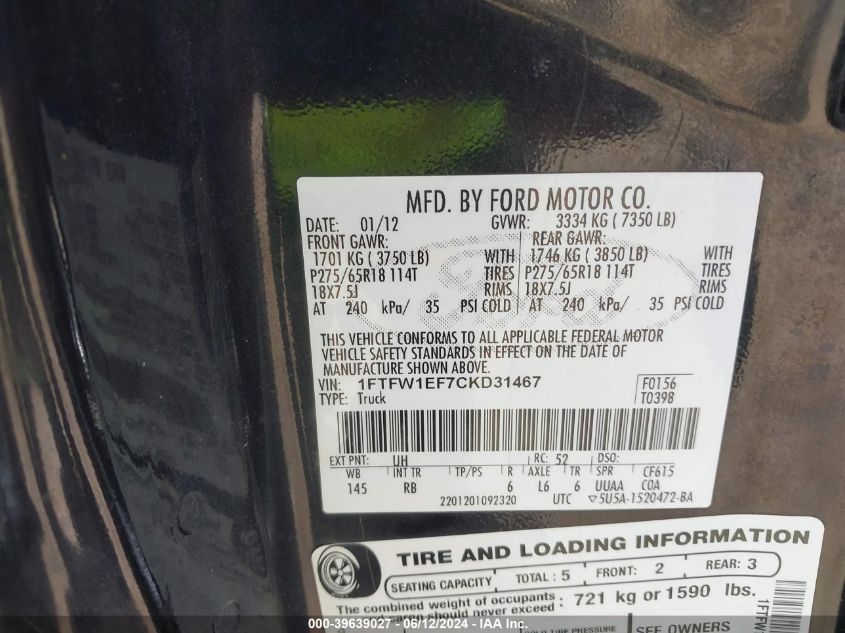 MFD. BY FORD MOTOR CO.
DATE: 01/12 GVWR: 3334 KG ( 7350 LB)
FRONT GAWR: REAR GAWR:
1701 KG ( 3750 LB) WITH 1746 KG ( 3850 LB) WITH
P275/65R18 114T TIRES P275/65R18 114T TIRES
18X7.5J RIMS 18X7.5J RIMS
AT 240 kPa/ 35 PSI COLD AT 240 kPa/ 35 PSI COLD
THIS VEHICLE CONFORMS TO ALL APPLICABLE FEDERAL MOTOR
VEHICLE SAFETY STANDARDS IN EFFECT ON THE DATE OF
MANUFACTURE SHOWN ABOVE.
VIN: 1FTFW1EF7CKD31467 F0156
TYPE: Truck T0398
EXT PNT: UH RC: 52 DSO:
WB INT TR TP/PS R AXLE TR SPR CF615
145 RB 6 L6 6 UUAA COA
2201201092320 UTC ▽5U5A-1520472-BA
TIRE AND LOADING INFORMATION
SEATING CAPACITY TOTAL : 5 FRONT: 2 REAR: 3
The combined weight of occupants : 721 kg or 1590 lbs.
should never exceed :
SEE OWNERS
1FTFW
000-39639027 - 06/12/2024 - IAA Inc.